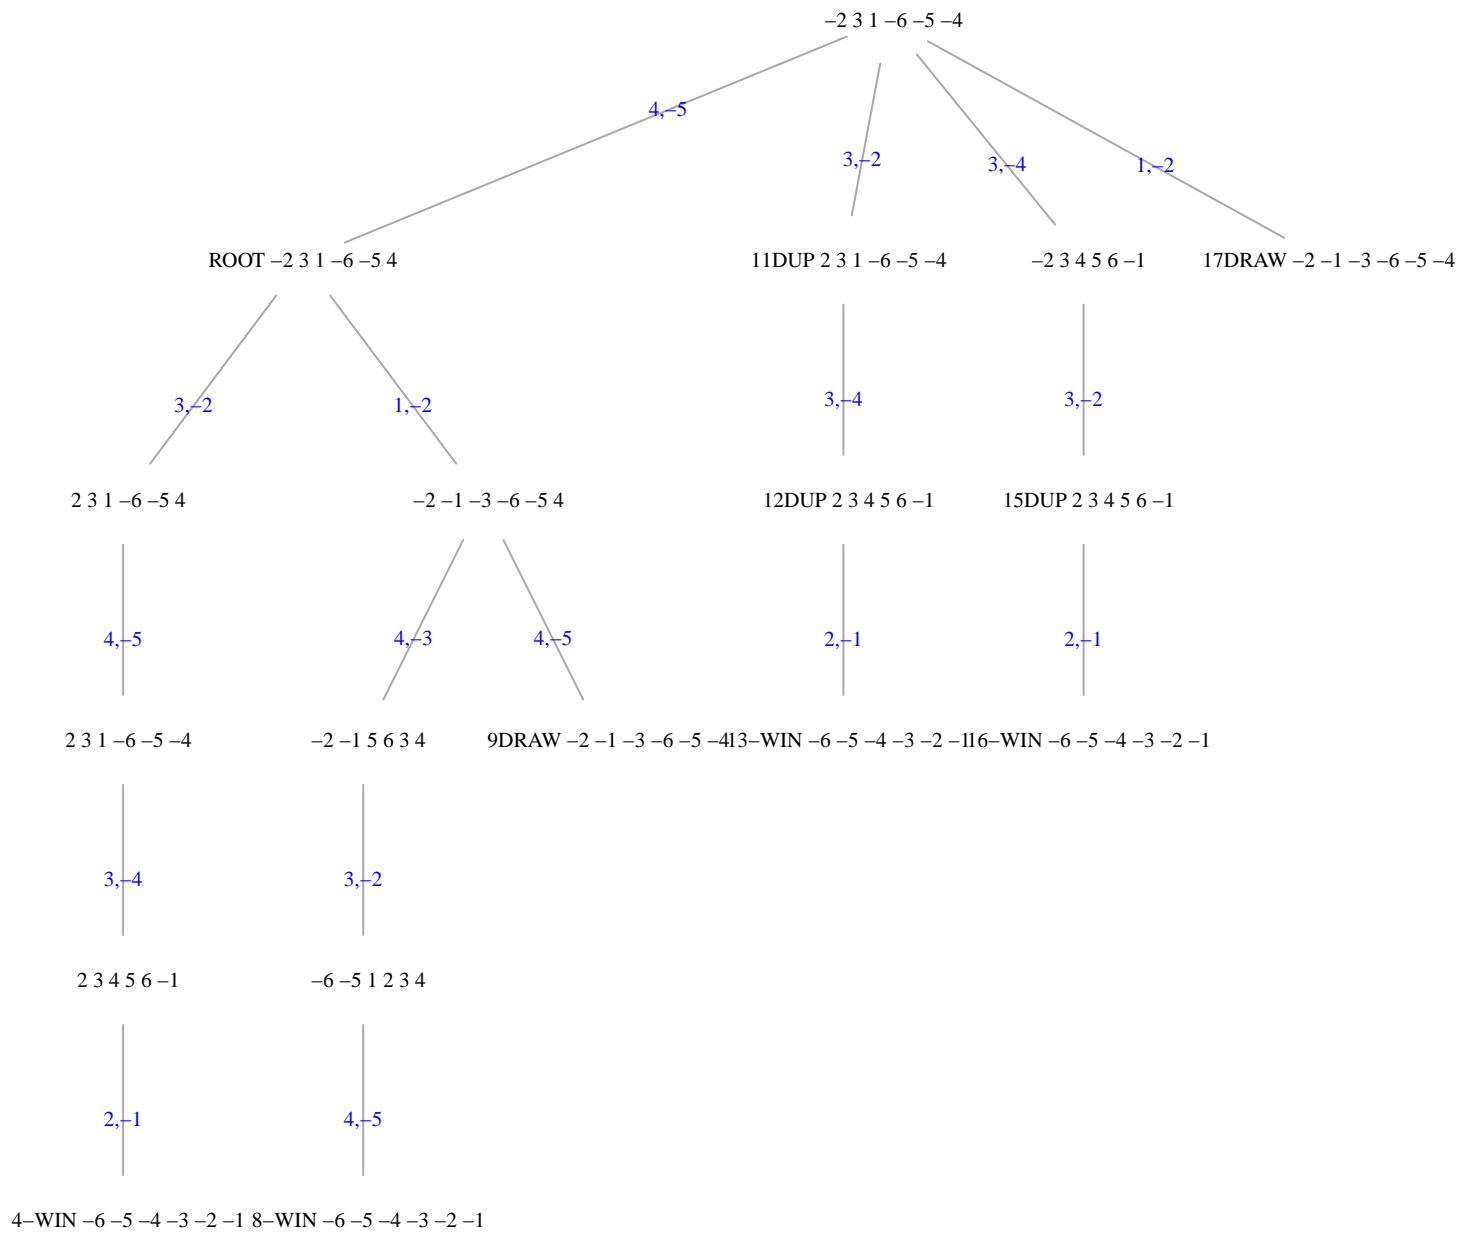 –2 3 1 –6 –5 –4
4,–5
3,–2
3,–4
1,–2
ROOT –2 3 1 –6 –5 4
11DUP 2 3 1 –6 –5 –4
–2 3 4 5 6 –1
17DRAW –2 –1 –3 –6 –5 –4
3,–2
1,–2
3,–4
3,–2
2 3 1 –6 –5 4
–2 –1 –3 –6 –5 4
12DUP 2 3 4 5 6 –1
15DUP 2 3 4 5 6 –1
4,–5
4,–3
4,–5
2,–1
2,–1
2 3 1 –6 –5 –4
–2 –1 5 6 3 4
9DRAW –2 –1 –3 –6 –5 –4
13–WIN –6 –5 –4 –3 –2 –1
16–WIN –6 –5 –4 –3 –2 –1
3,–4
3,–2
2 3 4 5 6 –1
–6 –5 1 2 3 4
2,–1
4,–5
4–WIN –6 –5 –4 –3 –2 –1
8–WIN –6 –5 –4 –3 –2 –1